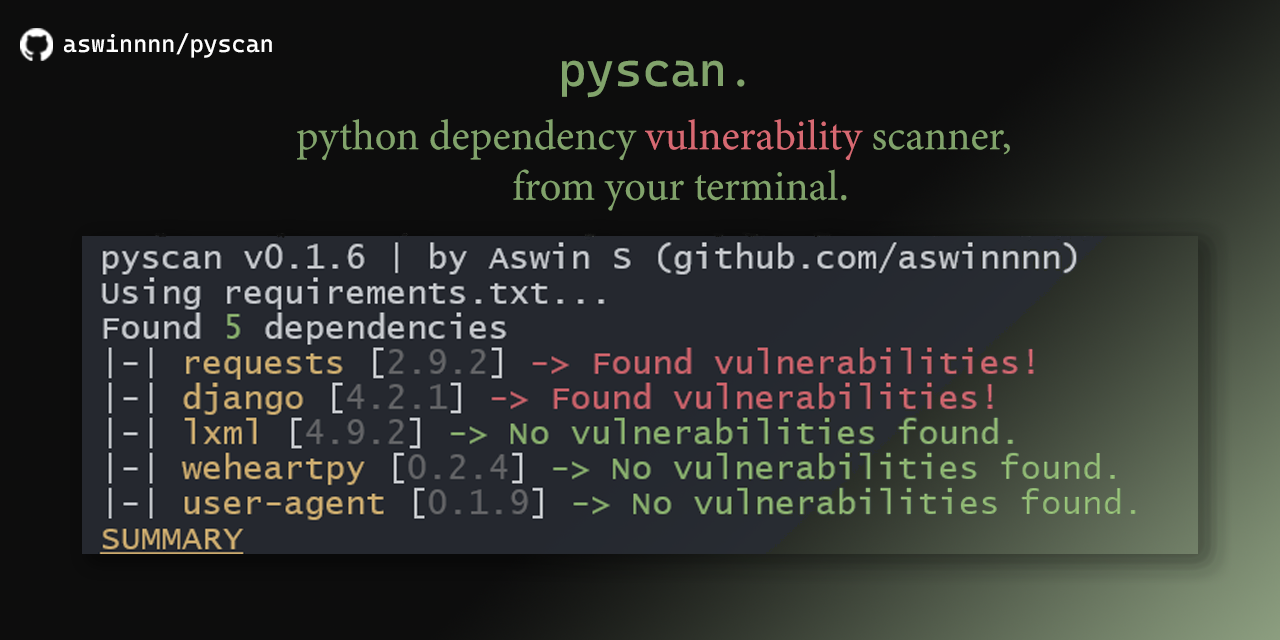 aswinnnn/pyscan
pyscan.
python dependency vulnerability scanner,
from your terminal.
pyscan v0.1.6 | by Aswin S (github.com/aswinnnn)
Using requirements.txt...
Found 5 dependencies
|-| requests [2.9.2] -> Found vulnerabilities!
|-| django [4.2.1] -> Found vulnerabilities!
|-| lxml [4.9.2] -> No vulnerabilities found.
|-| weheartpy [0.2.4] -> No vulnerabilities found.
|-| user-agent [0.1.9] -> No vulnerabilities found.
SUMMARY